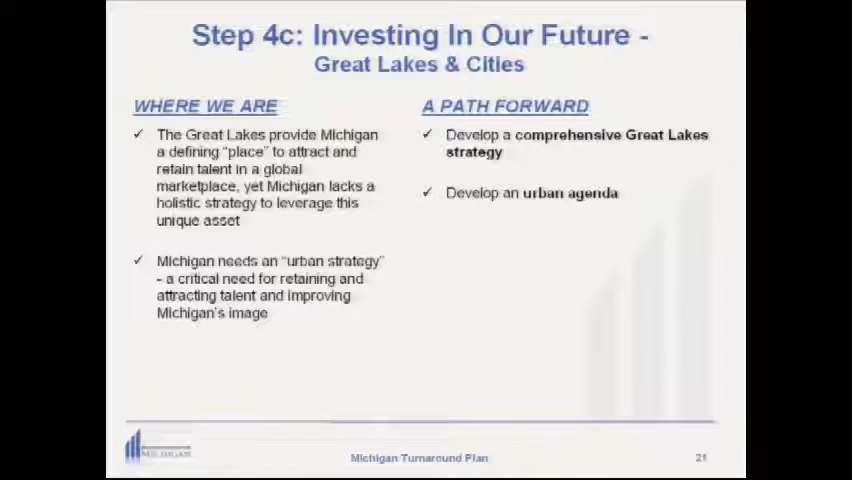 Step 4c: Investing In Our Future -
Great Lakes & Cities
WHERE WE ARE
✓ The Great Lakes provide Michigan
a defining “place” to attract and
retain talent in a global
marketplace, yet Michigan lacks a
holistic strategy to leverage this
unique asset
✓ Michigan needs an “urban strategy”
- a critical need for retaining and
attracting talent and improving
Michigan’s image
A PATH FORWARD
✓ Develop a comprehensive Great Lakes
strategy
✓ Develop an urban agenda
MICHIGAN
Michigan Turnaround Plan
21